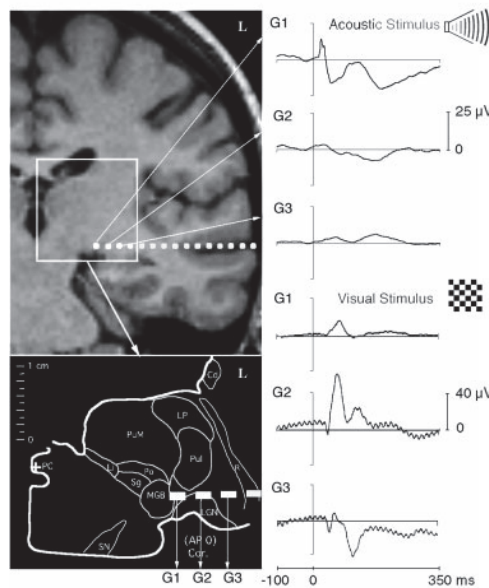 L
G1
Acoustic Stimulus
G2
25 µV
0
G3
G1
Visual Stimulus
G2
40 µV
0
G3
-100
0
350 ms
1 cm
0
L
Cd
LP
PuM
R
Pul
Li
Po
Sg
MGB
PC
LGN
SN
(AP 0)
Cor.
G1
G2
G3